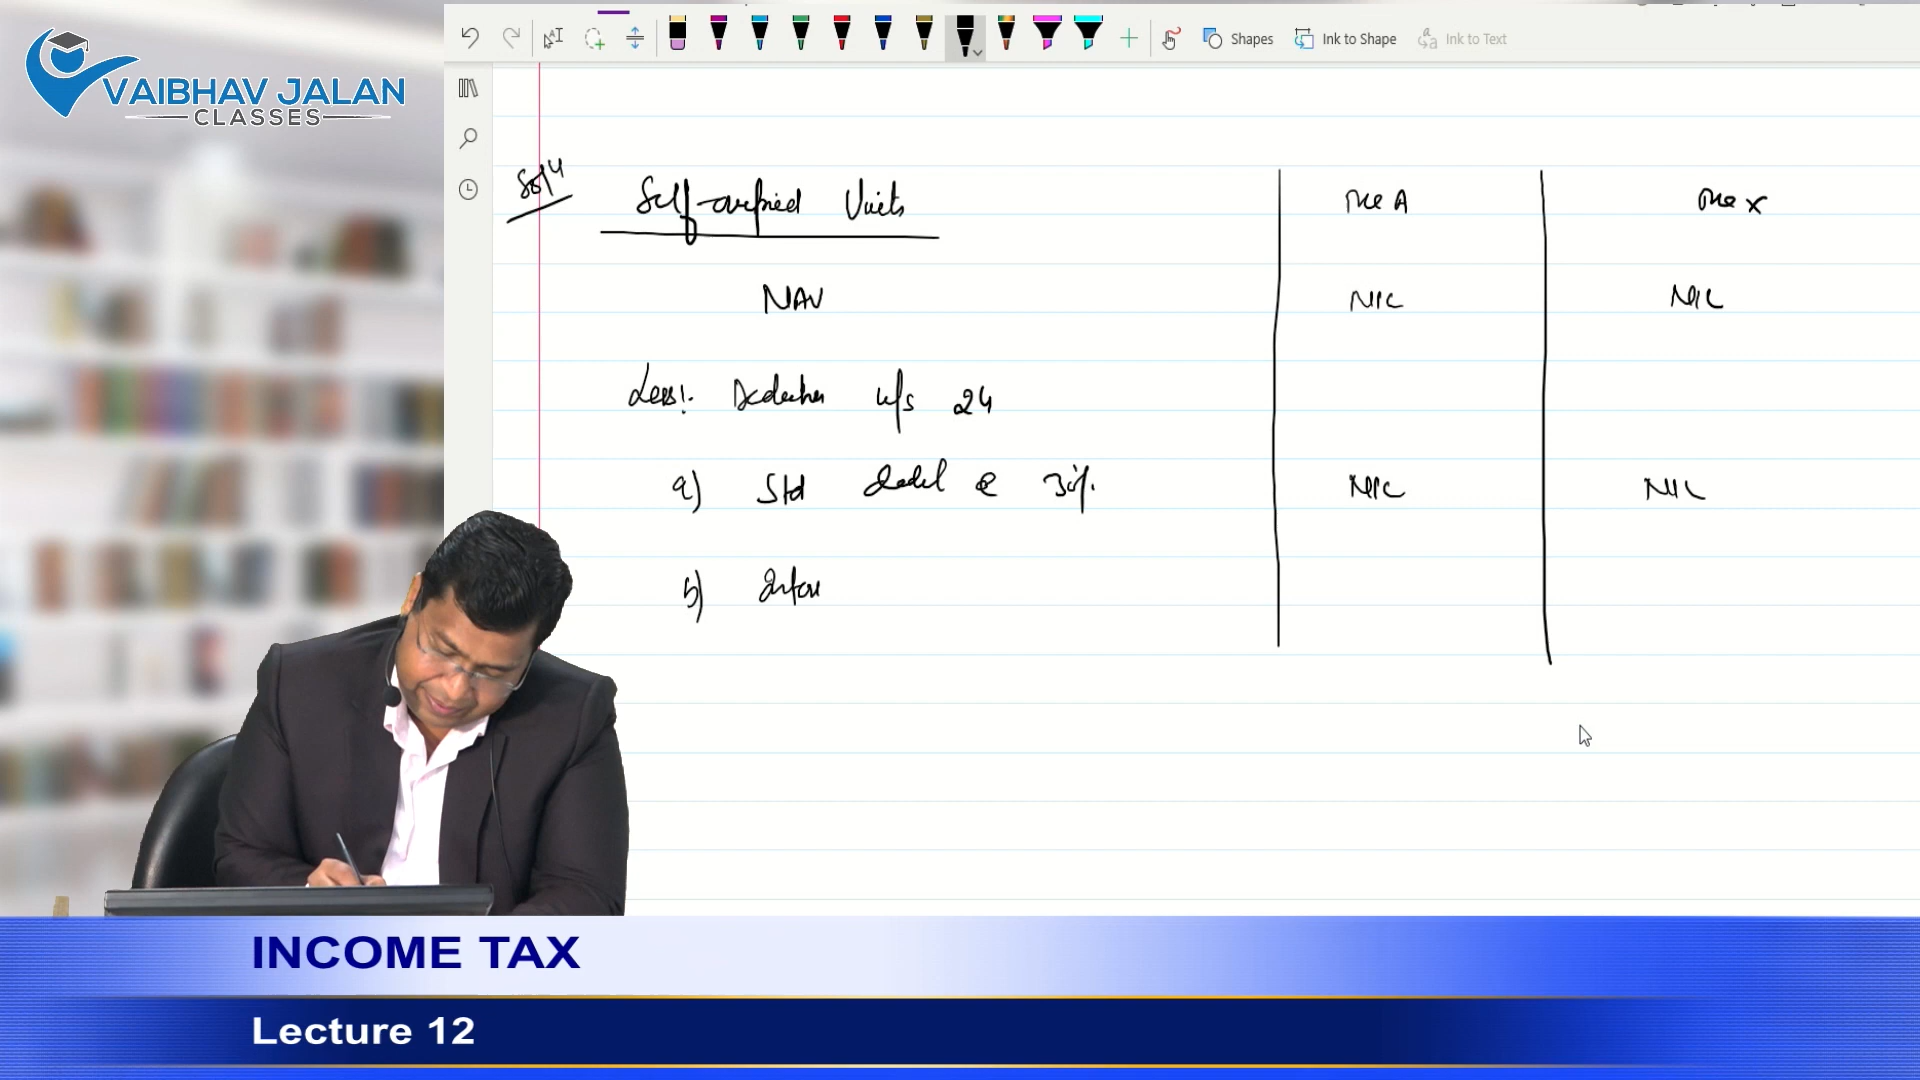 VAIBHAV JALAN
CLASSES
Shapes
Ink to Shape
Ink to Text
Sol 4
Self-occupied Units
Mr A
Mr X
NAV
NIL
NIL
Less:- Deduction u/s 24
a) Std deduct @ 30%.
NIL
NIL
b)
INCOME TAX
Lecture 12